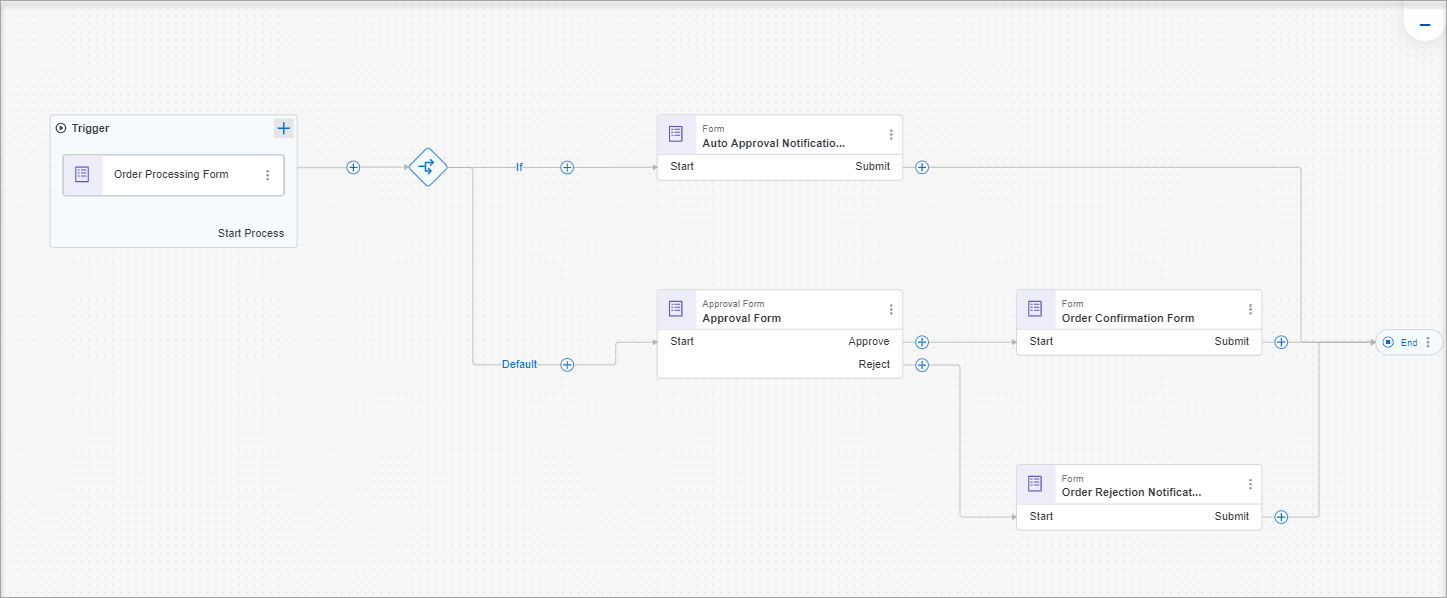 Trigger
Order Processing Form
Start Process
If
Form
Auto Approval Notificatio...
Start Submit
Default
Approval Form
Approval Form
Start Approve
Reject
Form
Order Confirmation Form
Start Submit
End
Form
Order Rejection Notificat...
Start Submit